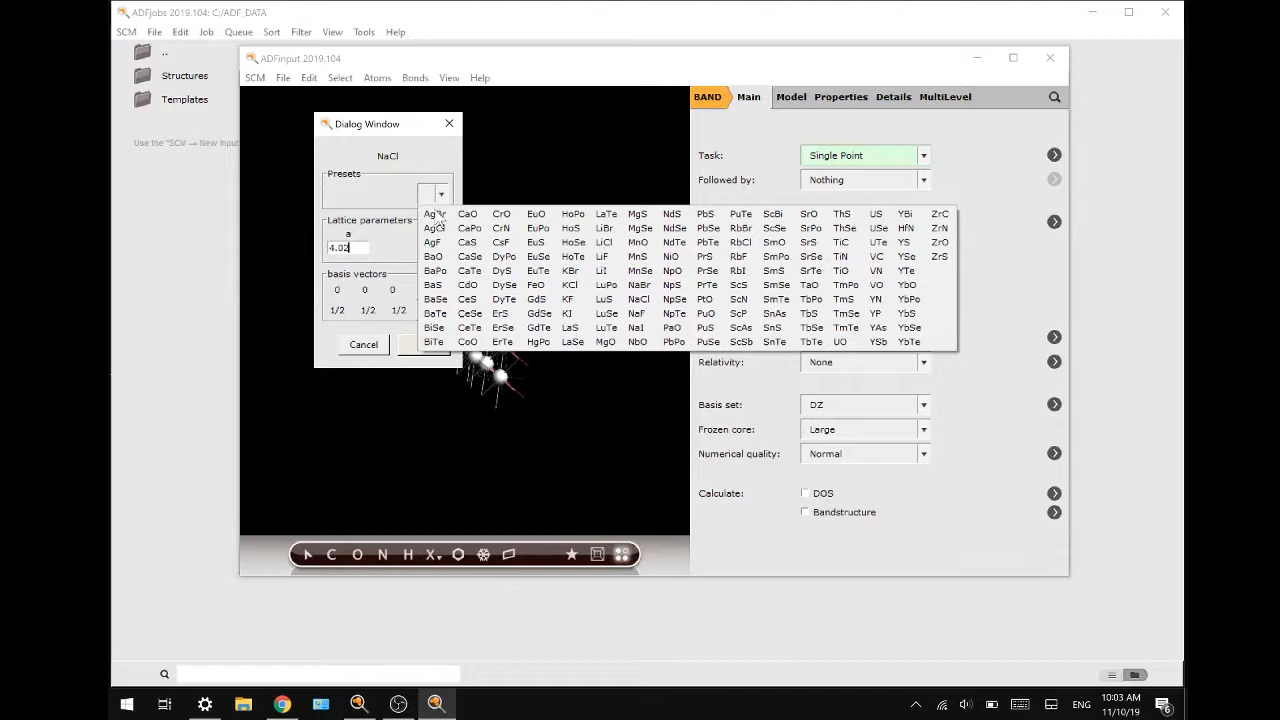 ADFjobs 2019.104: C:/ADF_DATA
SCM File Edit Job Queue Sort Filter View Tools Help
..
Structures
Templates
Use the "SCM → New Input"
ADFinput 2019.104
SCM File Edit Select Atoms Bonds View Help
BAND Main Model Properties Details MultiLevel
Task: Single Point
Followed by: Nothing
Relativity: None
Basis set: DZ
Frozen core: Large
Numerical quality: Normal
Calculate: DOS
Bandstructure
Dialog Window
NaCl
Presets
Lattice parameters
a
4.02
basis vectors
0 0 0
1/2 1/2 1/2
Cancel
AgBr CaO CrO EuO HoPo LaTe MgS NdS PbS PuTe ScBi SrO ThS US YBi ZrC
AgCl CaPo CrN EuPo HoS LiBr MgSe NdSe PbSe RbBr ScSe SrPo ThSe USe HfN ZrN
AgF CaS CsF EuS HoSe LiCl MnO NdTe PbTe RbCl SmO SrS TiC UTe YS ZrO
BaO CaSe DyPo EuSe HoTe LiF MnS NiO PrS RbF SmPo SrSe TiN VC YSe ZrS
BaPo CaTe DyS EuTe KBr LiI MnSe NpO PrSe RbI SmS SrTe TiO VN YTe
BaS CdO DySe FeO KCl LuPo NaBr NpS PrTe ScS SmSe TaO TmPo VO YbO
BaSe CeS DyTe GdS KF LuS NaCl NpSe PtO ScN SmTe TbPo TmS YN YbPo
BaTe CeSe ErS GdSe KI LuSe NaF NpTe PuO ScP SnAs TbS TmSe YP YbS
BiSe CeTe ErSe GdTe LaS LuTe NaI PaO PuS ScAs SnS TbSe TmTe YAs YbSe
BiTe CoO ErTe HgPo LaSe MgO NbO PbPo PuSe ScSb SnTe TbTe UO YSb YbTe
C O N H X
ENG
10:03 AM
11/10/19
6